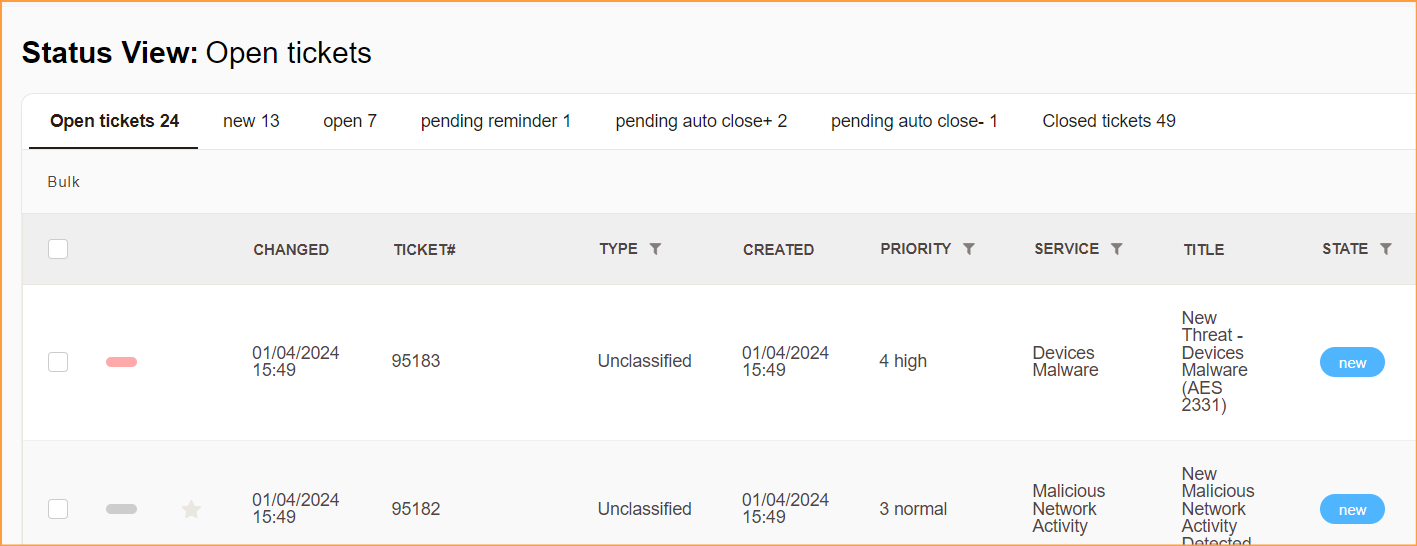 Status View: Open tickets
Open tickets 24 new 13 open 7 pending reminder 1 pending auto close+ 2 pending auto close- 1 Closed tickets 49
Bulk
CHANGED TICKET# TYPE CREATED PRIORITY SERVICE TITLE STATE
01/04/2024
15:49
95183
Unclassified
01/04/2024
15:49
4 high
Devices
Malware
New
Threat -
Devices
Malware
(AES
2331)
new
01/04/2024
15:49
95182
Unclassified
01/04/2024
15:49
3 normal
Malicious
Network
Activity
New
Malicious
Network
Activity
Detected
new